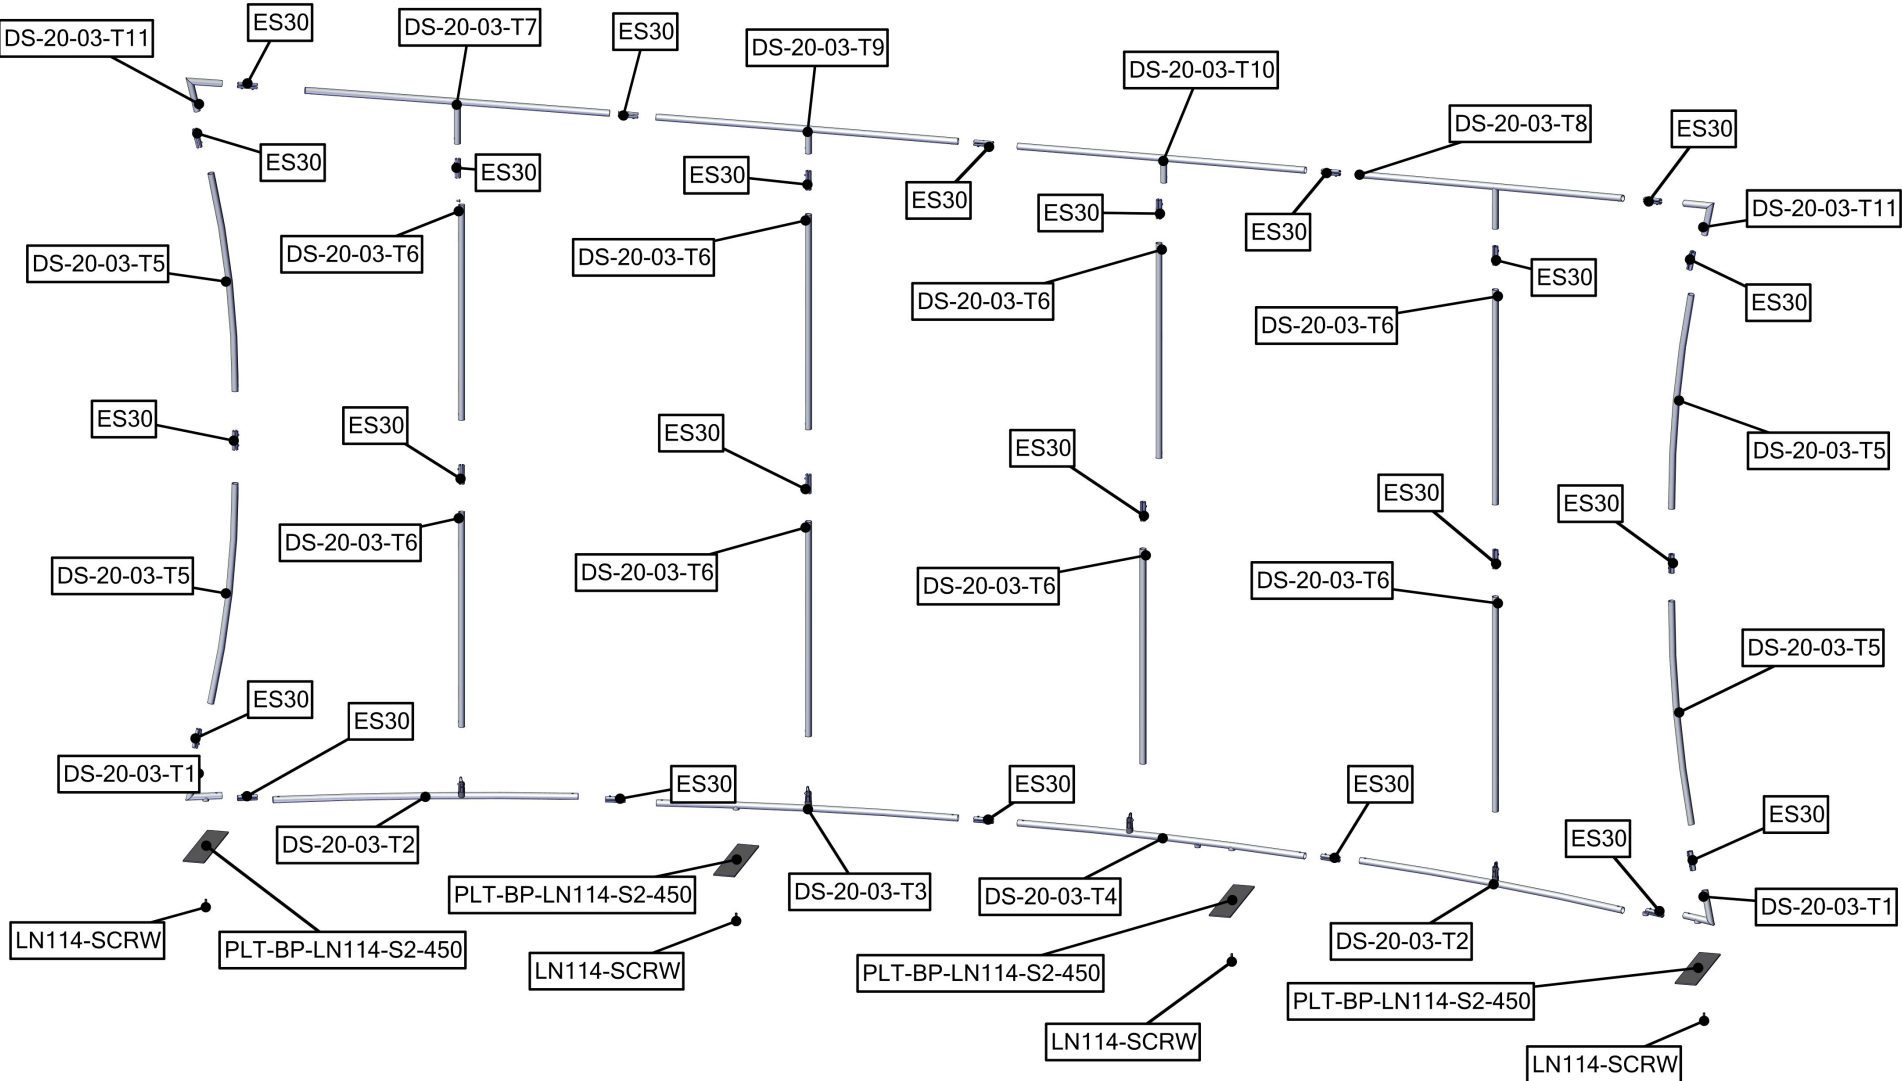 DS-20-03-T11
ES30
DS-20-03-T7
ES30
DS-20-03-T9
DS-20-03-T10
DS-20-03-T8
ES30
ES30
ES30
ES30
ES30
ES30
ES30
DS-20-03-T11
DS-20-03-T5
DS-20-03-T6
DS-20-03-T6
DS-20-03-T6
ES30
ES30
ES30
DS-20-03-T6
ES30
ES30
ES30
ES30
DS-20-03-T5
ES30
ES30
DS-20-03-T5
DS-20-03-T6
DS-20-03-T6
DS-20-03-T6
DS-20-03-T6
DS-20-03-T5
ES30
ES30
DS-20-03-T1
ES30
ES30
ES30
ES30
ES30
DS-20-03-T2
PLT-BP-LN114-S2-450
DS-20-03-T3
DS-20-03-T4
DS-20-03-T1
LN114-SCRW
PLT-BP-LN114-S2-450
LN114-SCRW
PLT-BP-LN114-S2-450
DS-20-03-T2
PLT-BP-LN114-S2-450
LN114-SCRW
LN114-SCRW